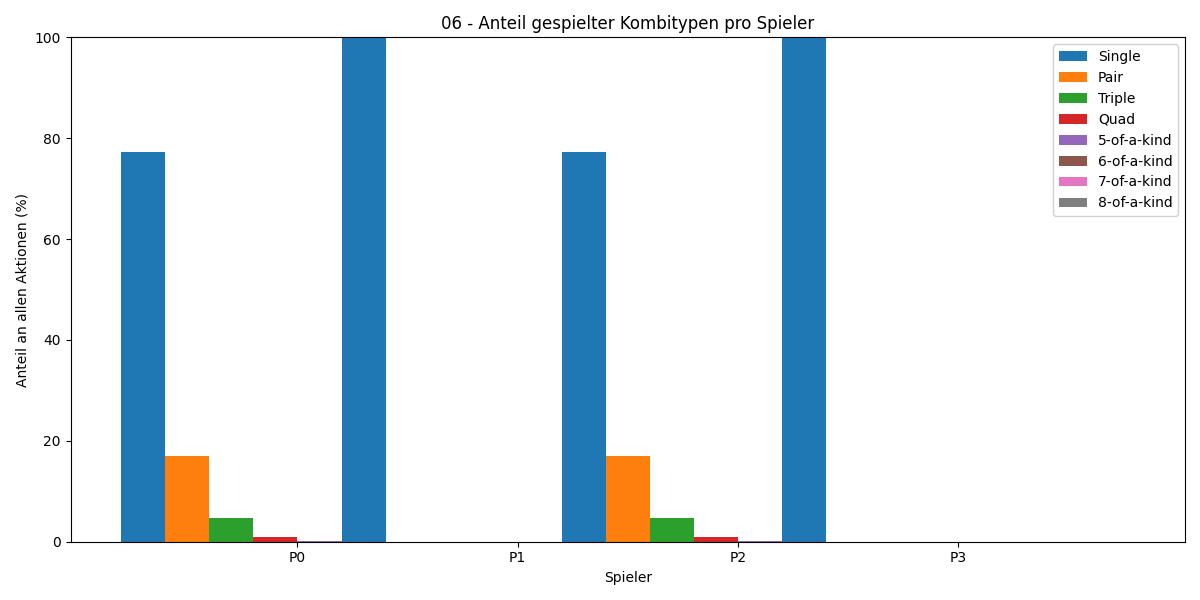 06 - Anteil gespielter Kombitypen pro Spieler
Anteil an allen Aktionen (%)
100
80
60
40
20
0
Single
Pair
Triple
Quad
5-of-a-kind
6-of-a-kind
7-of-a-kind
8-of-a-kind
P0 P1 P2 P3
Spieler